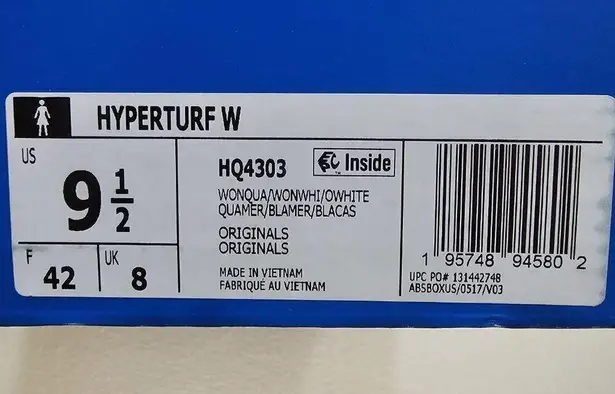 HYPERTURF W
US
9 1/2
F
42
UK
8
HQ4303
Inside
WONQUA/WONWHI/OWHITE
QUAMER/BLAMER/BLACAS
ORIGINALS
ORIGINALS
MADE IN VIETNAM
FABRIQUÉ AU VIETNAM
1 95748 94580 2
UPC PO# 131442748
ABSBOXUS/0517/V03